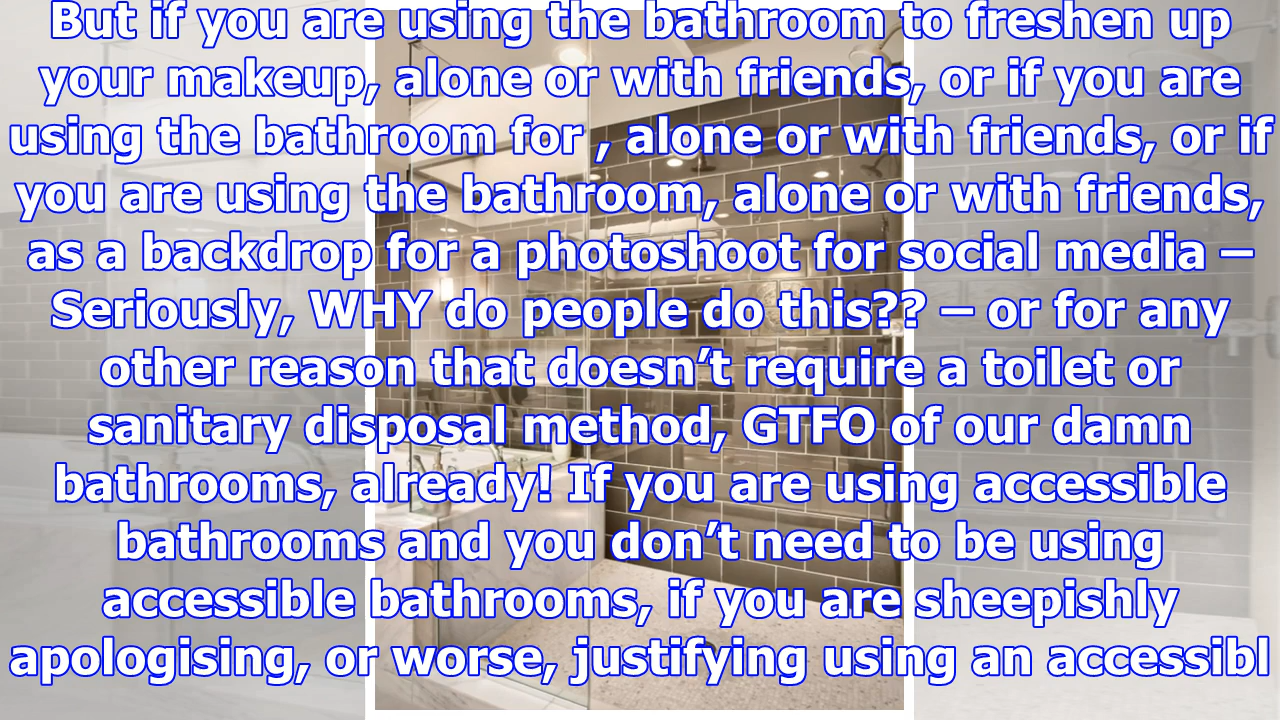 But if you are using the bathroom to freshen up
your makeup, alone or with friends, or if you are
using the bathroom for , alone or with friends, or if
you are using the bathroom, alone or with friends,
as a backdrop for a photoshoot for social media –
Seriously, WHY do people do this?? – or for any
other reason that doesn’t require a toilet or
sanitary disposal method, GTFO of our damn
bathrooms, already! If you are using accessible
bathrooms and you don’t need to be using
accessible bathrooms, if you are sheepishly
apologising, or worse, justifying using an accessibl